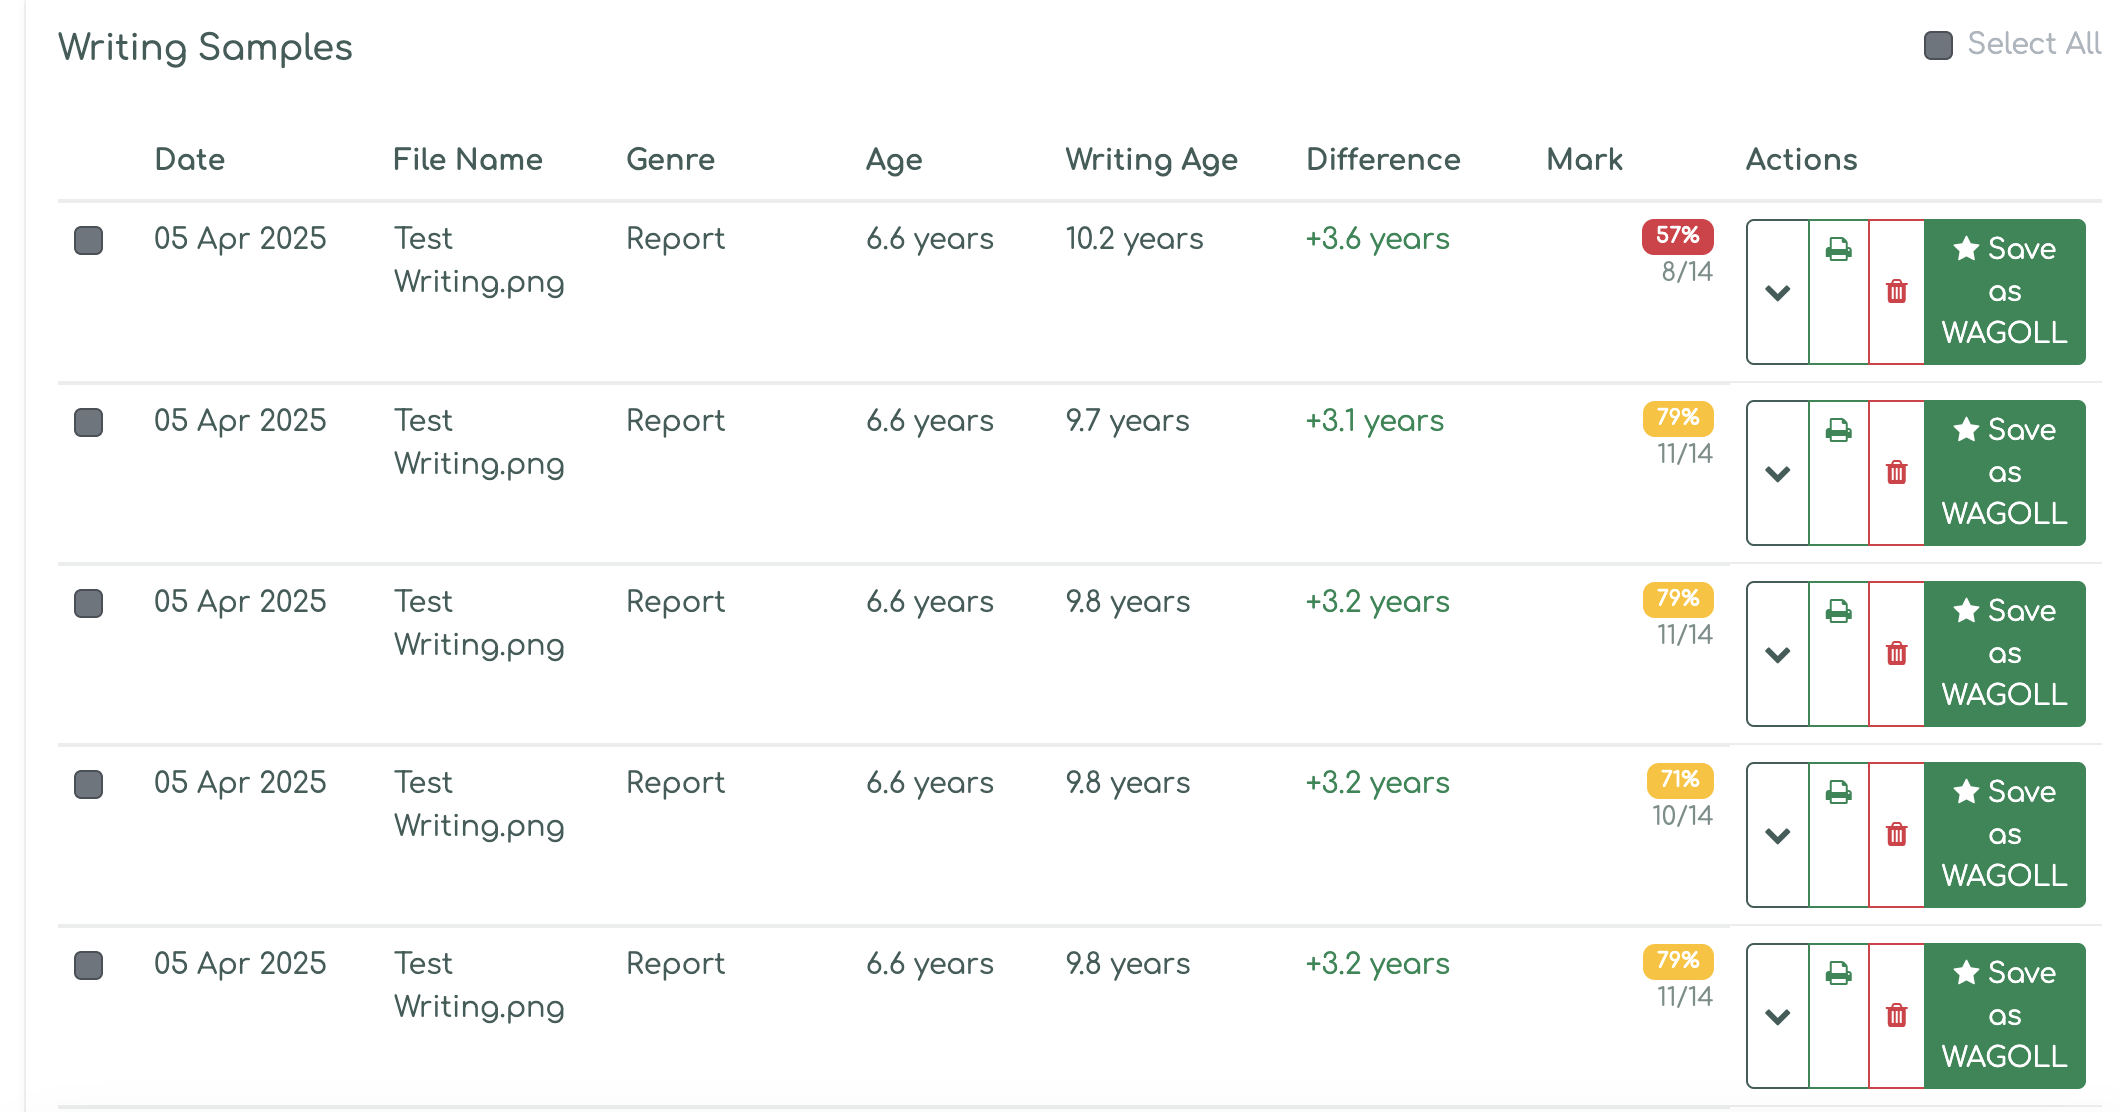 Writing Samples
Select All
Date File Name Genre Age Writing Age Difference Mark Actions
05 Apr 2025 Test Writing.png Report 6.6 years 10.2 years +3.6 years 57% 8/14 Save as WAGOLL
05 Apr 2025 Test Writing.png Report 6.6 years 9.7 years +3.1 years 79% 11/14 Save as WAGOLL
05 Apr 2025 Test Writing.png Report 6.6 years 9.8 years +3.2 years 79% 11/14 Save as WAGOLL
05 Apr 2025 Test Writing.png Report 6.6 years 9.8 years +3.2 years 71% 10/14 Save as WAGOLL
05 Apr 2025 Test Writing.png Report 6.6 years 9.8 years +3.2 years 79% 11/14 Save as WAGOLL